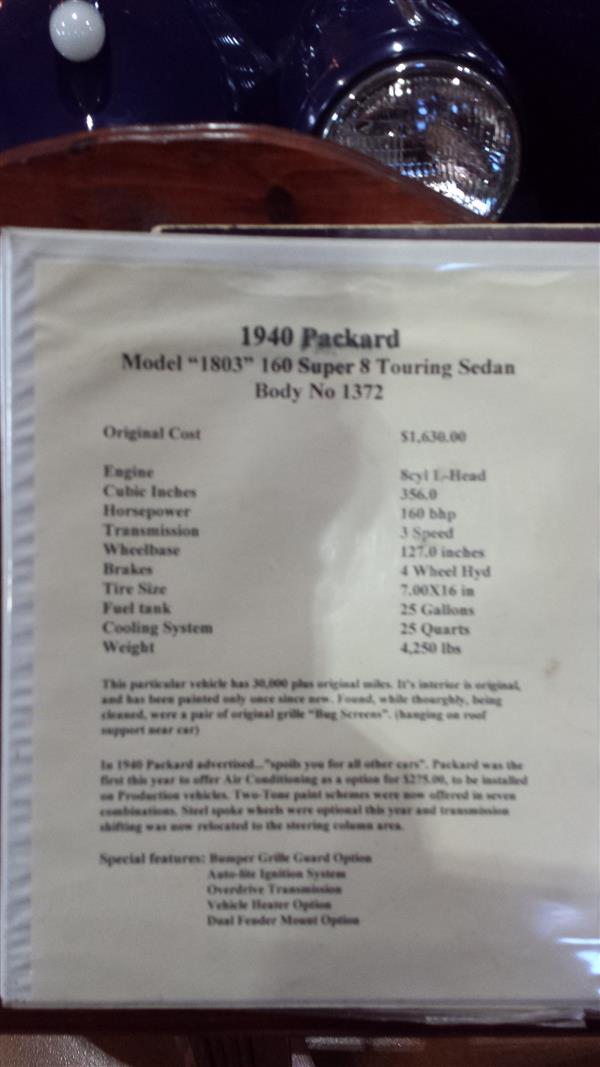 1940 Packard
Model "1803" 160 Super 8 Touring Sedan
Body No 1372
Original Cost $1,630.00
Engine 8cyl L-Head
Cubic Inches 356.0
Horsepower 160 bhp
Transmission 3 Speed
Wheelbase 127.0 inches
Brakes 4 Wheel Hyd
Tire Size 7.00X16 in
Fuel tank 25 Gallons
Cooling System 25 Quarts
Weight 4,250 lbs
This particular vehicle has 30,000 plus original miles. It's interior is original,
and has been painted only once since new. Found, while thourghly, being
cleaned, were a pair of original grille "Bug Screens". (hanging on roof
support near car)
In 1940 Packard advertised..."spoils you for all other cars". Packard was the
first this year to offer Air Conditioning as a option for $275.00, to be installed
on Production vehicles. Two-Tone paint schemes were now offered in seven
combinations. Steel spoke wheels were optional this year and transmission
shifting was now relocated to the steering column area.
Special features: Bumper Grille Guard Option
Auto-lite Ignition System
Overdrive Transmission
Vehicle Heater Option
Dual Fender Mount Option